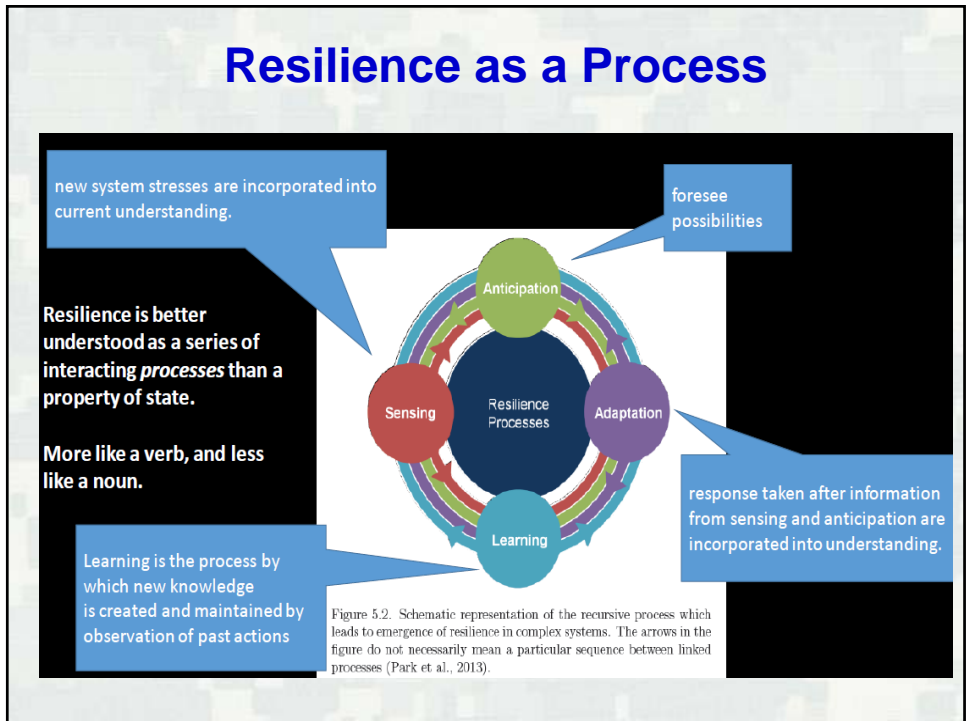 Resilience as a Process
new system stresses are incorporated into
current understanding.
foresee
possibilities
Anticipation
Resilience is better
understood as a series of
interacting processes than a
property of state.
More like a verb, and less
like a noun.
Sensing
Resilience
Processes
Adaptation
response taken after information
from sensing and anticipation are
incorporated into understanding.
Learning
Learning is the process by
which new knowledge
is created and maintained by
observation of past actions
Figure 5.2. Schematic representation of the recursive process which
leads to emergence of resilience in complex systems. The arrows in the
figure do not necessarily mean a particular sequence between linked
processes (Park et al., 2013).